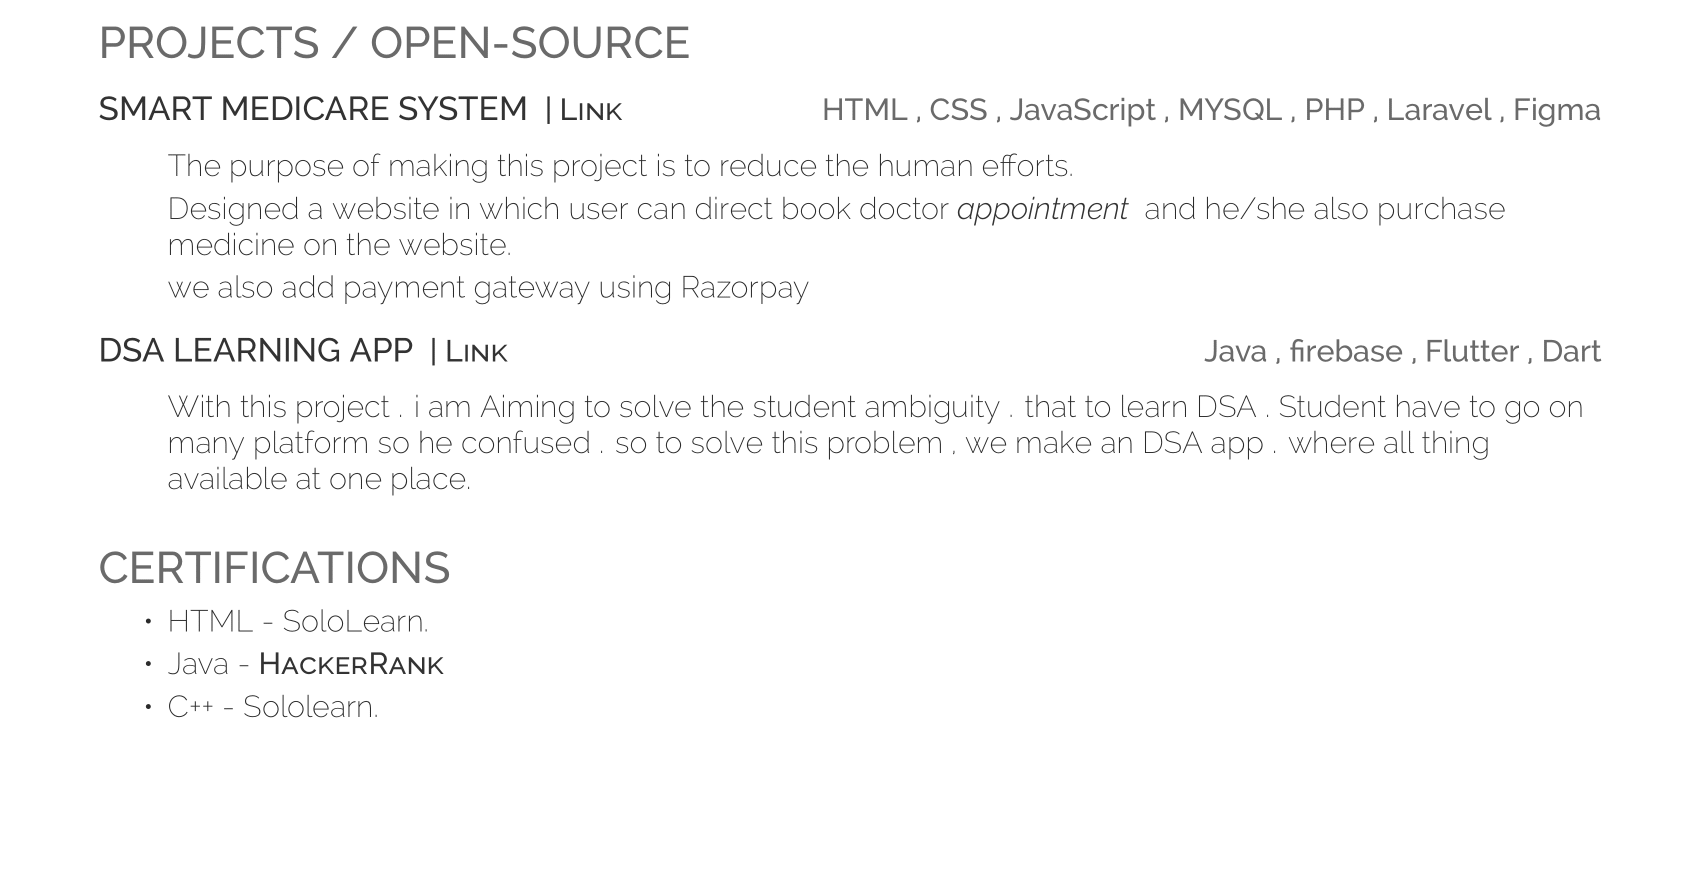 PROJECTS / OPEN-SOURCE
SMART MEDICARE SYSTEM | Link HTML , CSS , JavaScript , MYSQL , PHP , Laravel , Figma
The purpose of making this project is to reduce the human efforts.
Designed a website in which user can direct book doctor appointment and he/she also purchase
medicine on the website.
we also add payment gateway using Razorpay
DSA LEARNING APP | Link Java , firebase , Flutter , Dart
With this project . i am Aiming to solve the student ambiguity . that to learn DSA . Student have to go on
many platform so he confused . so to solve this problem , we make an DSA app . where all thing
available at one place.
CERTIFICATIONS
• HTML - SoloLearn.
• Java - HackerRank
• C++ - Sololearn.